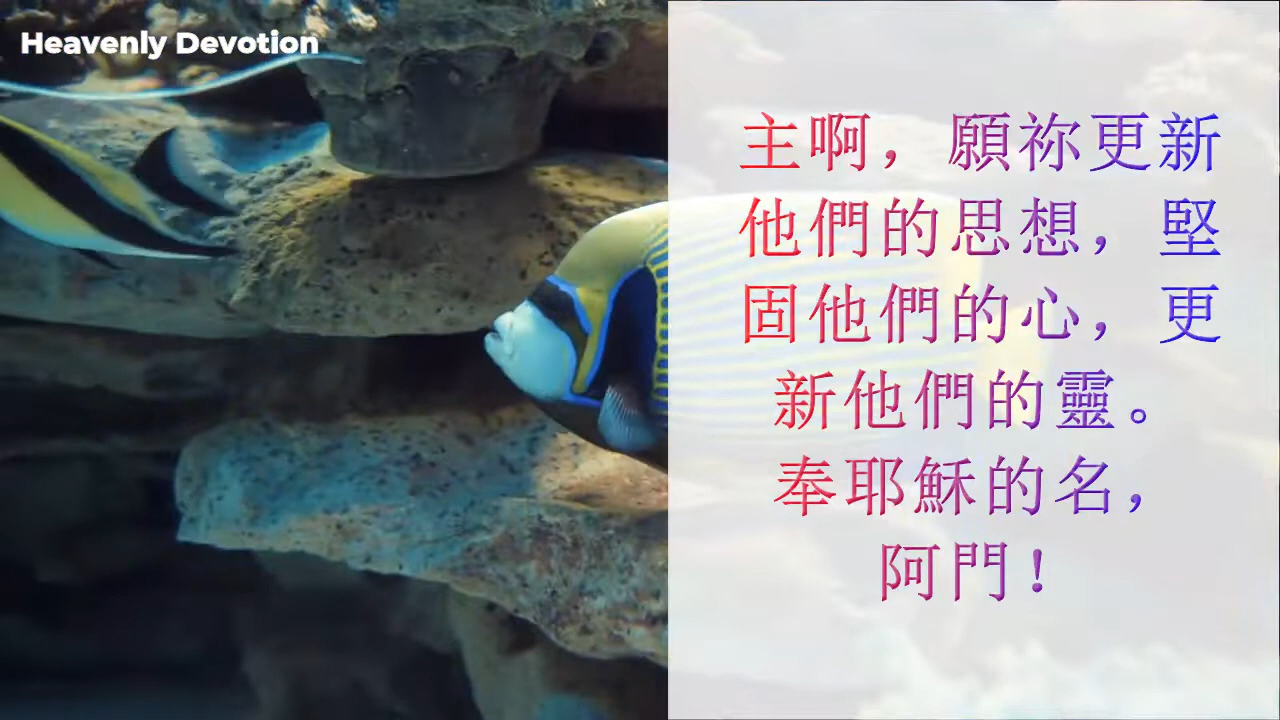 Heavenly Devotion
主啊，願祢更新
他們的思想，堅
固他們的心，更
新他們的靈。
奉耶穌的名，
阿門！